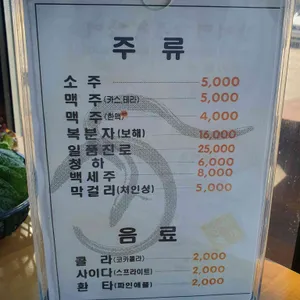 주 류
소 주 5,000
맥 주(카스,테라) 5,000
맥 주(한맥) 4,000
복분자(보해) 16,000
일품진로 25,000
청 하 6,000
백세주 8,000
막걸리(처인성) 5,000
음 료
콜 라(코카콜라) 2,000
사이다(스프라이트) 2,000
환 타(파인애플) 2,000